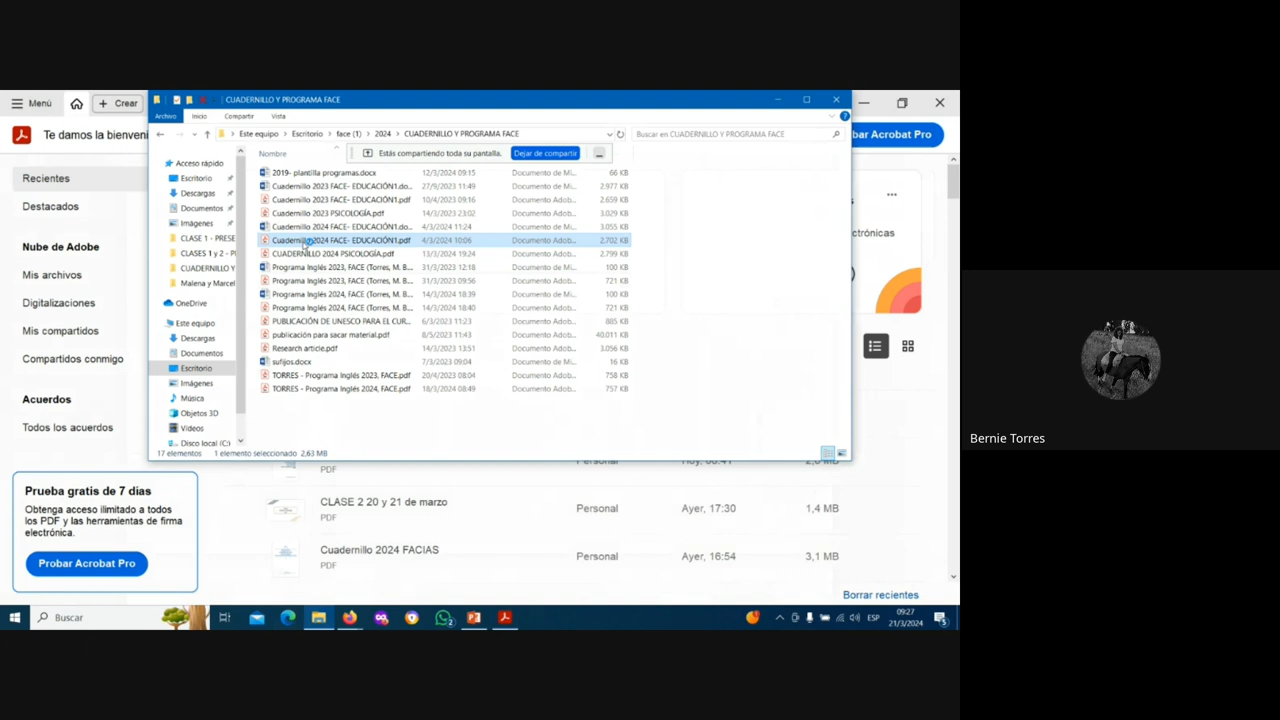 Menú
Crear
CUADERNILLO Y PROGRAMA FACE
Archivo Inicio Compartir Vista
Te damos la bienveni
bar Acrobat Pro
Este equipo > Escritorio > face (1) > 2024 > CUADERNILLO Y PROGRAMA FACE
Buscar en CUADERNILLO Y PROGRAMA FACE
Nombre
Estás compartiendo toda su pantalla. Dejar de compartir
Recientes
Destacados
Nube de Adobe
Mis archivos
Digitalizaciones
Mis compartidos
Compartidos conmigo
Acuerdos
Todos los acuerdos
Acceso rápido
Escritorio
Descargas
Documentos
Imágenes
CLASE 1 - PRESE
CLASES 1 y 2 - P
CUADERNILLO Y
Malena y Marcel
OneDrive
Este equipo
Descargas
Documentos
Escritorio
Imágenes
Música
Objetos 3D
Vídeos
Disco local (C:)
2019- plantilla programas.docx 12/3/2024 09:15 Documento de Mi... 66 KB
Cuadernillo 2023 FACE- EDUCACIÓN1.do... 27/9/2023 11:49 Documento de Mi... 2.977 KB
Cuadernillo 2023 FACE- EDUCACIÓN1.pdf 10/4/2023 09:16 Documento Adob... 2.659 KB
Cuadernillo 2023 PSICOLOGÍA.pdf 14/3/2023 23:02 Documento Adob... 3.029 KB
Cuadernillo 2024 FACE- EDUCACIÓN1.do... 4/3/2024 11:24 Documento de Mi... 3.055 KB
Cuadernillo 2024 FACE- EDUCACIÓN1.pdf 4/3/2024 10:06 Documento Adob... 2.702 KB
CUADERNILLO 2024 PSICOLOGÍA.pdf 13/3/2024 19:24 Documento Adob... 2.799 KB
Programa Inglés 2023, FACE (Torres, M. B... 31/3/2023 12:18 Documento de Mi... 100 KB
Programa Inglés 2023, FACE (Torres, M. B... 31/3/2023 09:56 Documento Adob... 721 KB
Programa Inglés 2024, FACE (Torres, M. B... 14/3/2024 18:39 Documento de Mi... 100 KB
Programa Inglés 2024, FACE (Torres, M. B... 14/3/2024 18:40 Documento Adob... 721 KB
PUBLICACIÓN DE UNESCO PARA EL CUR... 6/3/2023 11:23 Documento Adob... 885 KB
publicación para sacar material.pdf 8/5/2023 11:43 Documento Adob... 40.011 KB
Research article.pdf 14/3/2023 13:51 Documento Adob... 3.056 KB
sufijos.docx 7/3/2023 09:04 Documento de Mi... 16 KB
TORRES - Programa Inglés 2023, FACE.pdf 20/4/2023 08:04 Documento Adob... 758 KB
TORRES - Programa Inglés 2024, FACE.pdf 18/3/2024 08:49 Documento Adob... 757 KB
17 elementos 1 elemento seleccionado 2,63 MB
ectrónicas
PDF Personal
CLASE 2 20 y 21 de marzo Personal Ayer, 17:30 1,4 MB
PDF
Cuadernillo 2024 FACIAS Personal Ayer, 16:54 3,1 MB
PDF
Borrar recientes
Prueba gratis de 7 dias
Obtenga acceso ilimitado a todos
los PDF y las herramientas de firma
electrónica.
Probar Acrobat Pro
Buscar
2
ESP
09:27
21/3/2024
5
Bernie Torres